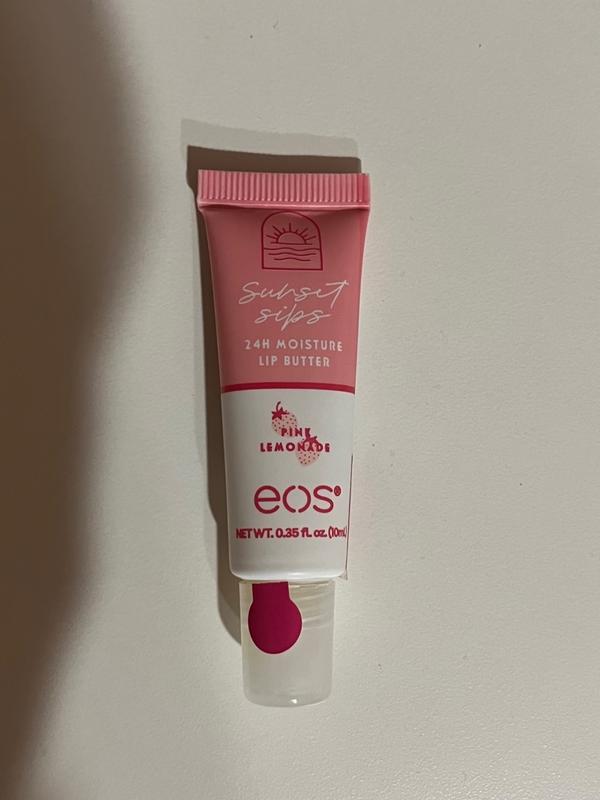 Sunset
sips
24H MOISTURE
LIP BUTTER
PINK
LEMONADE
eos®
NET WT. 0.35 fl. oz. (10mL)